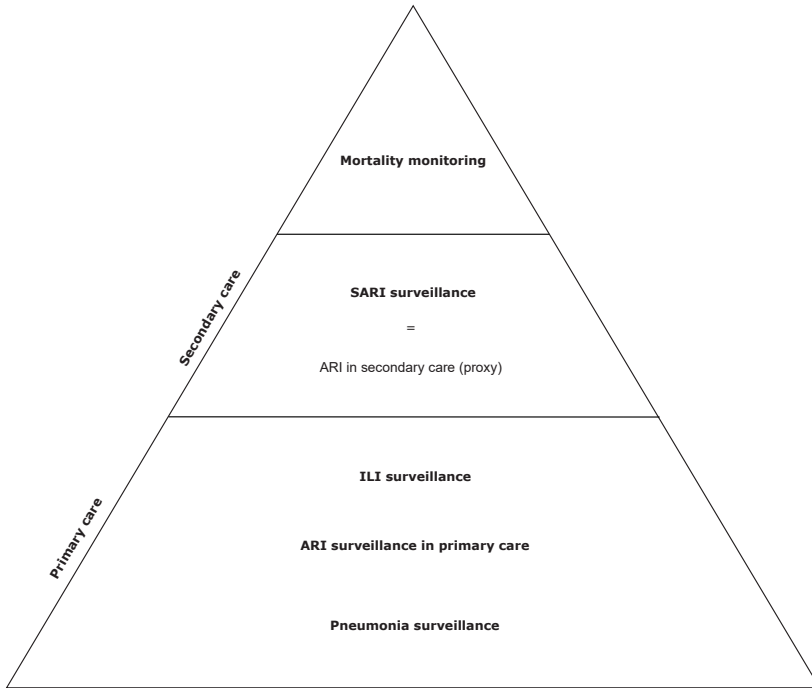 Mortality monitoring
Secondary care
SARI surveillance
=
ARI in secondary care (proxy)
Primary care
ILI surveillance
ARI surveillance in primary care
Pneumonia surveillance